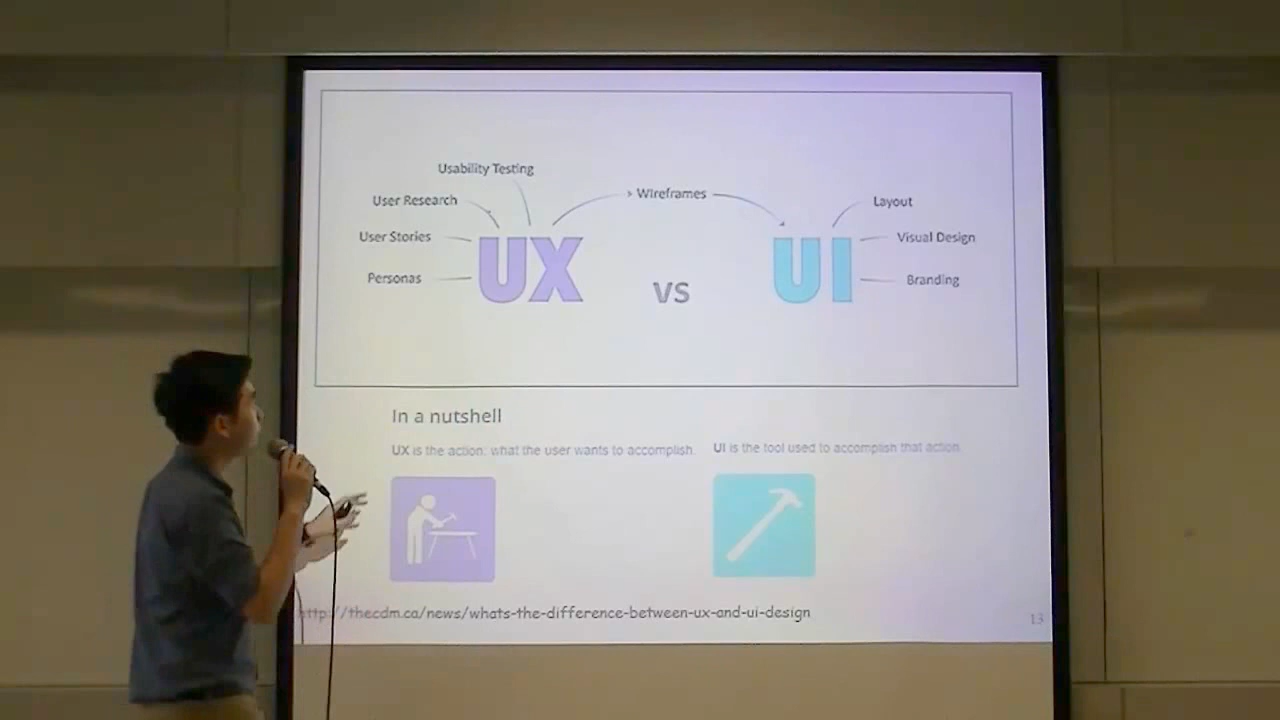 Usability Testing
User Research
> Wireframes
Layout
User Stories
UX
UI
Visual Design
Personas
VS
Branding
In a nutshell
UX is the action: what the user wants to accomplish.
UI is the tool used to accomplish that action.
http://thecdm.ca/news/whats-the-difference-between-ux-and-ui-design
13